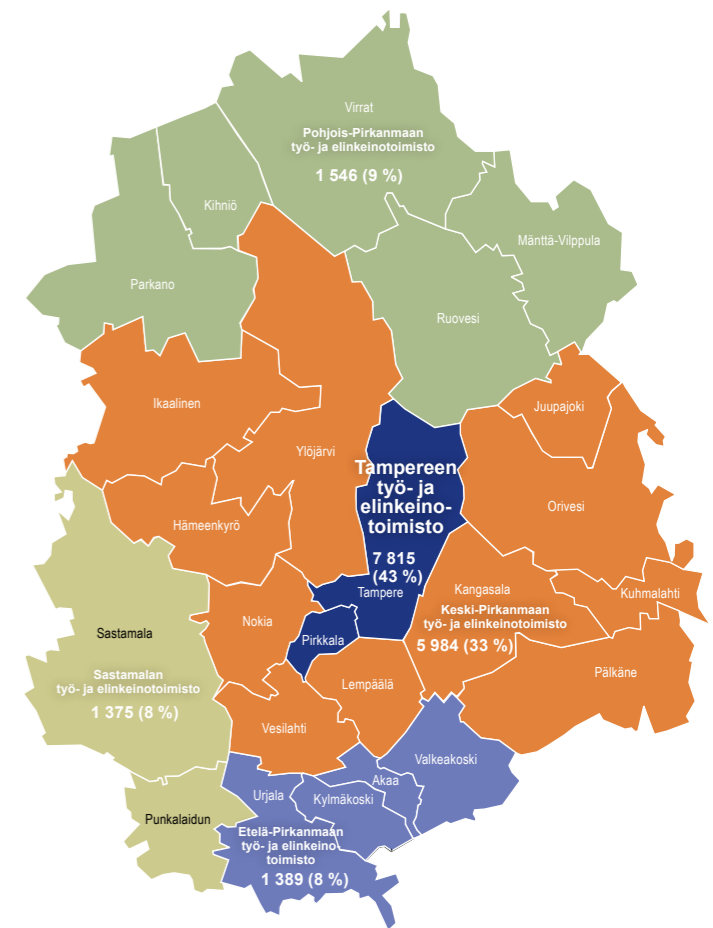 Virrat
Pohjois-Pirkanmaan
työ- ja elinkeinotoimisto
1 546 (9 %)
Kihniö
Mänttä-Vilppula
Parkano
Ruovesi
Ikaalinen
Juupajoki
Ylöjärvi
Tampereen
työ- ja
elinkeino-
toimisto
7 815
(43 %)
Tampere
Orivesi
Hämeenkyrö
Kangasala
Kuhmalahti
Keski-Pirkanmaan
työ- ja elinkeinotoimisto
5 984 (33 %)
Nokia
Pirkkala
Sastamala
Sastamalan
työ- ja elinkeinotoimisto
1 375 (8 %)
Lempäälä
Pälkäne
Vesilahti
Valkeakoski
Akaa
Urjala
Kylmäkoski
Punkalaidun
Etelä-Pirkanmaan
työ- ja elinkeino-
toimisto
1 389 (8 %)